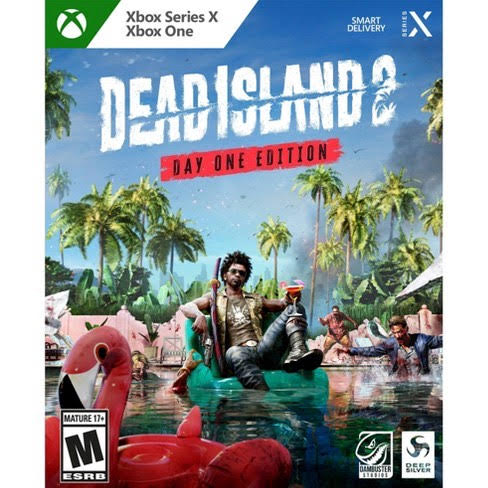 Xbox Series X
Xbox One
SMART
DELIVERY
SERIES X
DEAD ISLAND 2
DAY ONE EDITION
MATURE 17+
M
ESRB
DAMBUSTER
STUDIOS
DEEP
SILVER